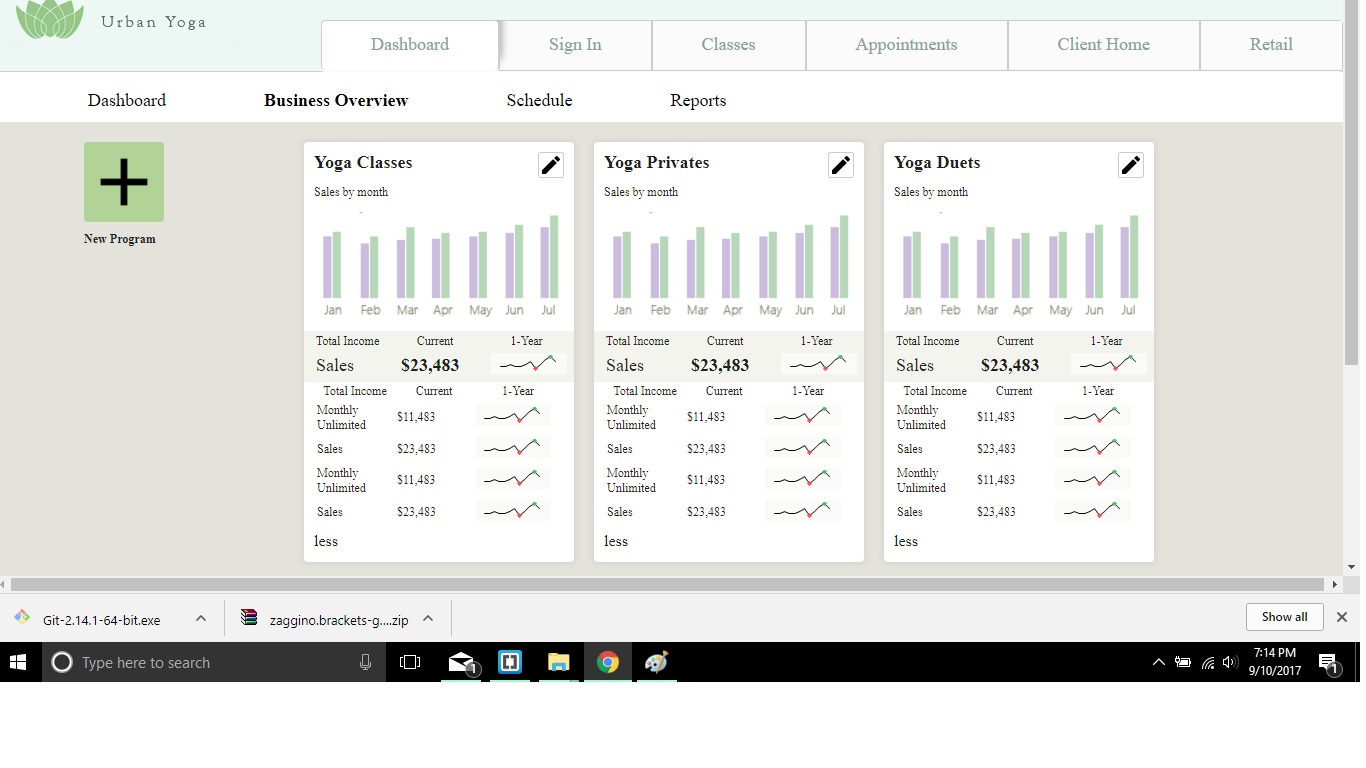 Urban Yoga
Dashboard Sign In Classes Appointments Client Home Retail
Dashboard Business Overview Schedule Reports
New Program
Yoga Classes
Sales by month
Jan Feb Mar Apr May Jun Jul
Total Income Current 1-Year
Sales $23,483
Total Income Current 1-Year
Monthly
Unlimited $11,483
Sales $23,483
Monthly
Unlimited $11,483
Sales $23,483
less
Yoga Privates
Sales by month
Jan Feb Mar Apr May Jun Jul
Total Income Current 1-Year
Sales $23,483
Total Income Current 1-Year
Monthly
Unlimited $11,483
Sales $23,483
Monthly
Unlimited $11,483
Sales $23,483
less
Yoga Duets
Sales by month
Jan Feb Mar Apr May Jun Jul
Total Income Current 1-Year
Sales $23,483
Total Income Current 1-Year
Monthly
Unlimited $11,483
Sales $23,483
Monthly
Unlimited $11,483
Sales $23,483
less
Git-2.14.1-64-bit.exe zaggino.brackets-g....zip Show all
Type here to search 1 7:14 PM
9/10/2017 1